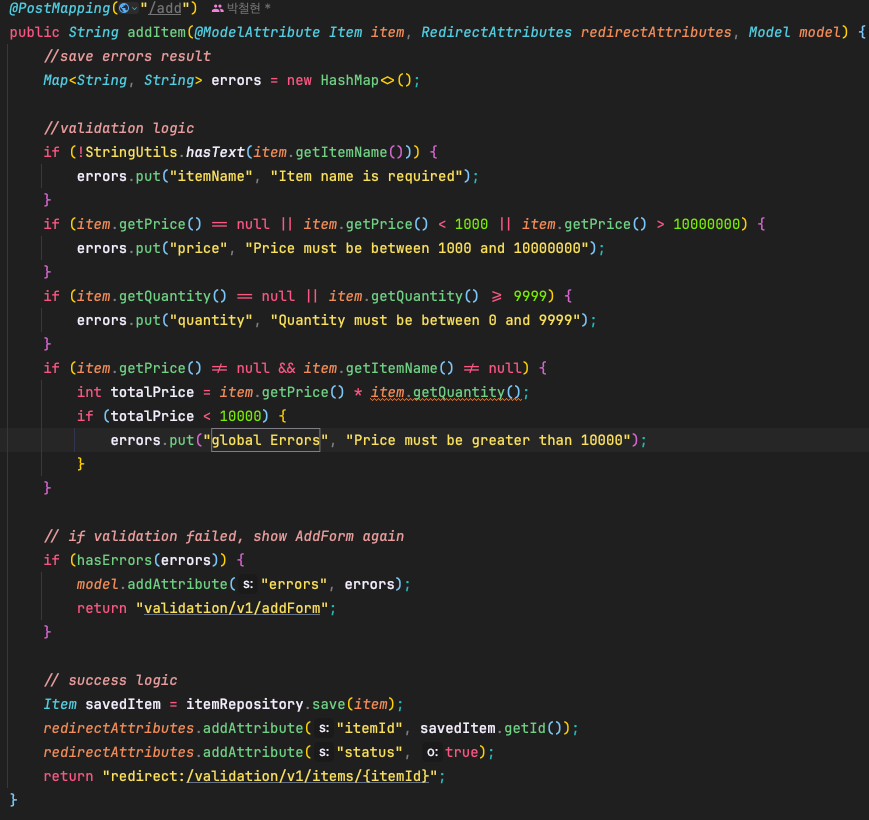 @PostMapping("/add") 박철현 *
public String addItem(@ModelAttribute Item item, RedirectAttributes redirectAttributes, Model model) {
//save errors result
Map<String, String> errors = new HashMap<>();
//validation logic
if (!StringUtils.hasText(item.getItemName())) {
errors.put("itemName", "Item name is required");
}
if (item.getPrice() == null || item.getPrice() < 1000 || item.getPrice() > 10000000) {
errors.put("price", "Price must be between 1000 and 10000000");
}
if (item.getQuantity() == null || item.getQuantity() >= 9999) {
errors.put("quantity", "Quantity must be between 0 and 9999");
}
if (item.getPrice() != null && item.getItemName() != null) {
int totalPrice = item.getPrice() * item.getQuantity();
if (totalPrice < 10000) {
errors.put("global Errors", "Price must be greater than 10000");
}
}
// if validation failed, show AddForm again
if (hasErrors(errors)) {
model.addAttribute( s: "errors", errors);
return "validation/v1/addForm";
}
// success logic
Item savedItem = itemRepository.save(item);
redirectAttributes.addAttribute( s: "itemId", savedItem.getId());
redirectAttributes.addAttribute( s: "status", o: true);
return "redirect:/validation/v1/items/{itemId}";
}